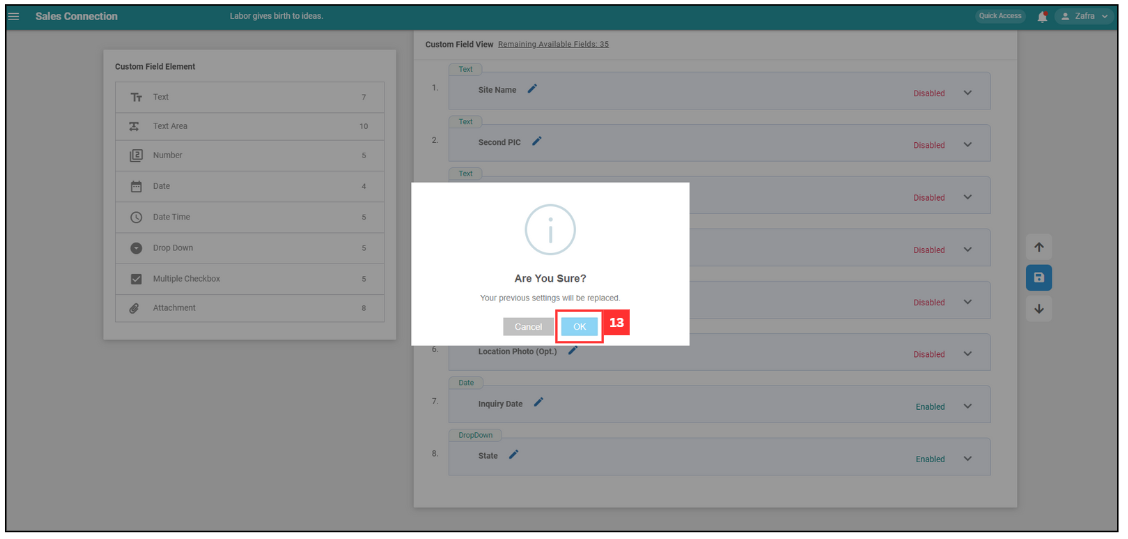 Sales Connection
Labor gives birth to ideas.
Quick Access
Zafra
Custom Field Element
Text 7
Text Area 10
Number 5
Date 4
Date Time 5
Drop Down 5
Multiple Checkbox 5
Attachment 8
Custom Field View Remaining Available Fields: 35
Text
1. Site Name Disabled
Text
2. Second PIC Disabled
Text
Disabled
Disabled
Disabled
Are You Sure?
Your previous settings will be replaced.
Cancel OK 13
6. Location Photo (Opt.) Disabled
Date
7. Inquiry Date Enabled
DropDown
8. State Enabled